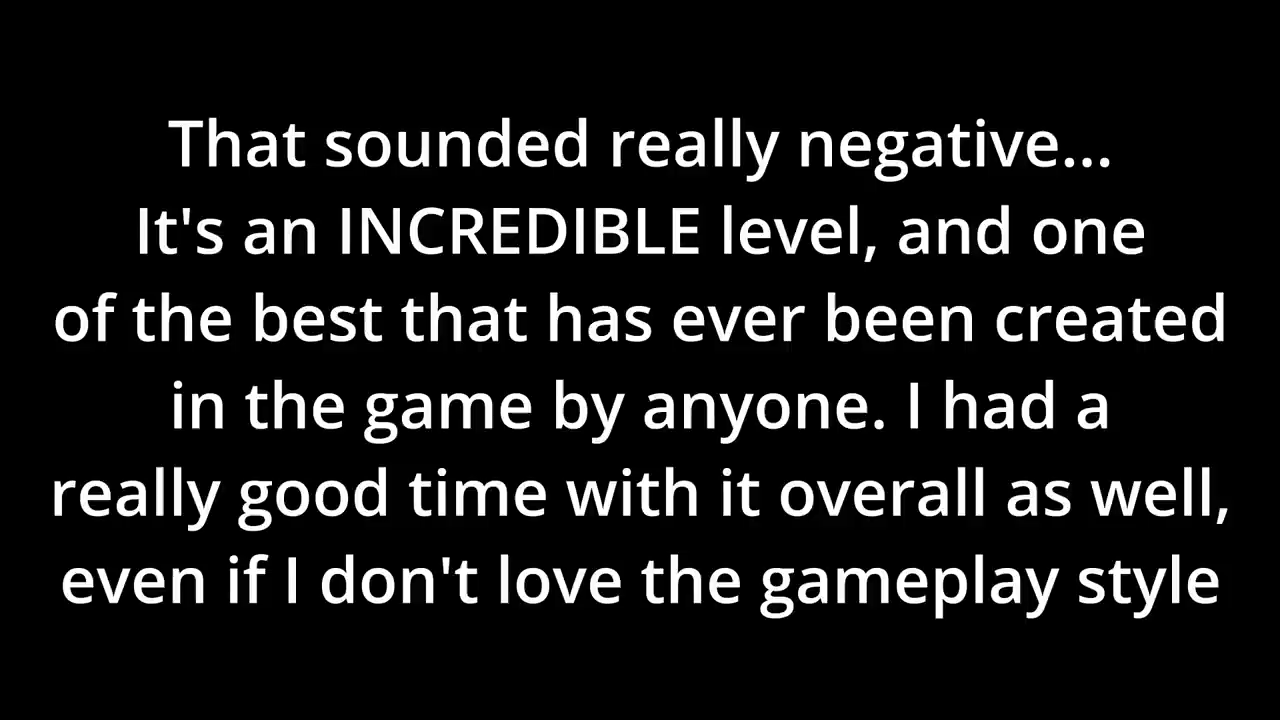 That sounded really negative...
It's an INCREDIBLE level, and one
of the best that has ever been created
in the game by anyone. I had a
really good time with it overall as well,
even if I don't love the gameplay style